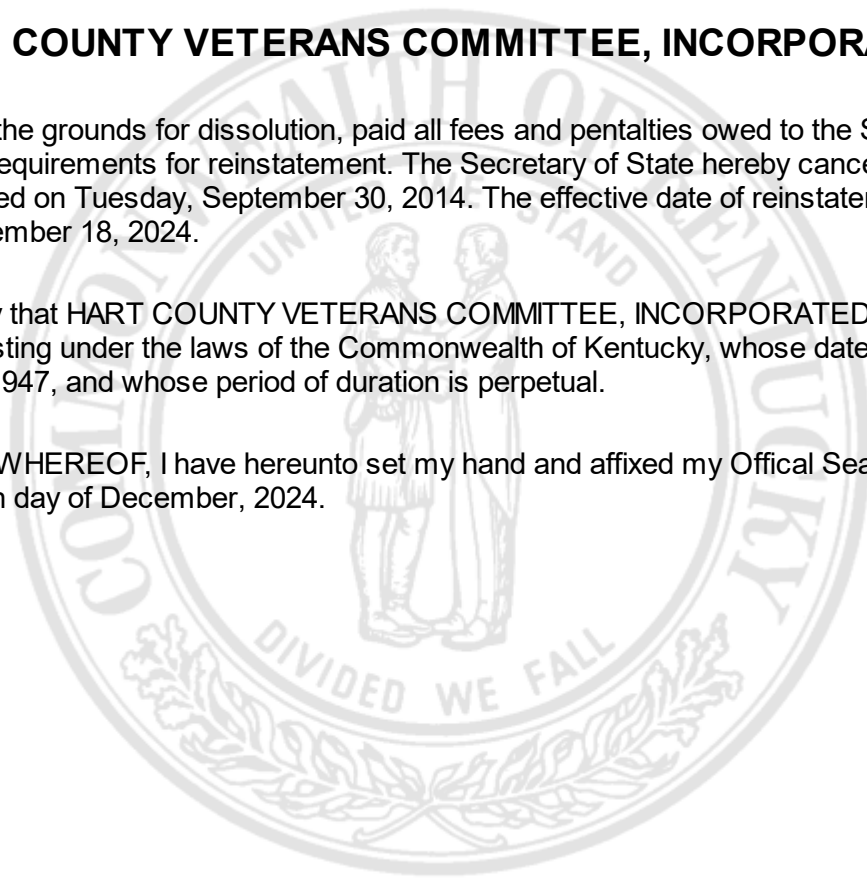 COUNTY VETERANS COMMITTEE, INCORPORA
the grounds for dissolution, paid all fees and pentalties owed to the S
equirements for reinstatement. The Secretary of State hereby cance
ed on Tuesday, September 30, 2014. The effective date of reinstater
ember 18, 2024.
y that HART COUNTY VETERANS COMMITTEE, INCORPORATED
sting under the laws of the Commonwealth of Kentucky, whose date
947, and whose period of duration is perpetual.
WHEREOF, I have hereunto set my hand and affixed my Offical Sea
h day of December, 2024.
COMMONWEALTH OF KENTUCKY
UNITED WE STAND
DIVIDED WE FALL